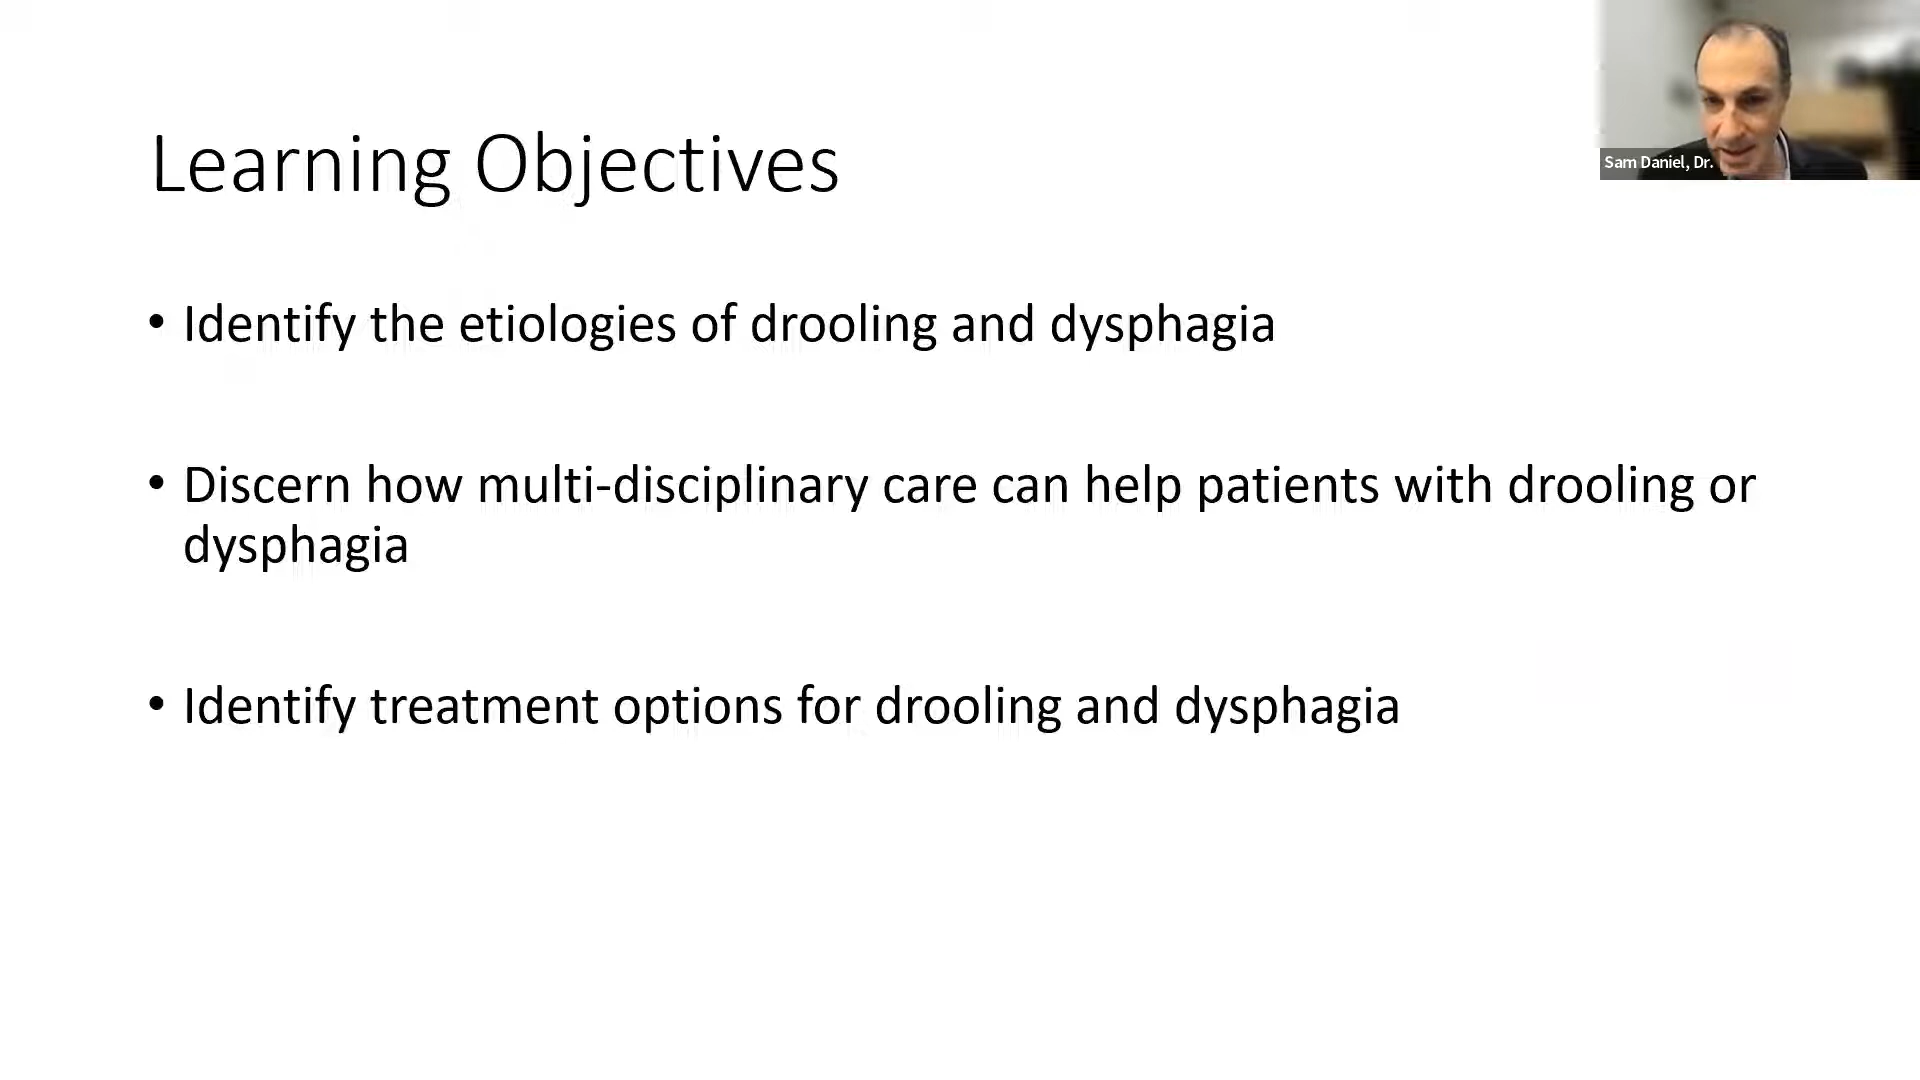 Sam Daniel, Dr.
Learning Objectives
• Identify the etiologies of drooling and dysphagia
• Discern how multi-disciplinary care can help patients with drooling or
dysphagia
• Identify treatment options for drooling and dysphagia